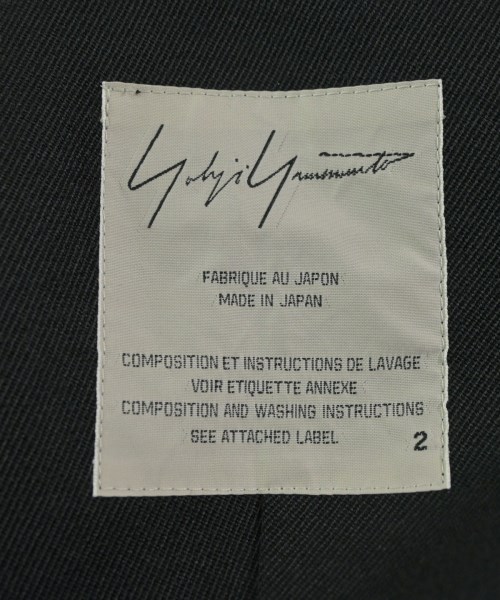 Yohji Yamamoto
FABRIQUE AU JAPON
MADE IN JAPAN
COMPOSITION ET INSTRUCTIONS DE LAVAGE
VOIR ETIQUETTE ANNEXE
COMPOSITION AND WASHING INSTRUCTIONS
SEE ATTACHED LABEL 2